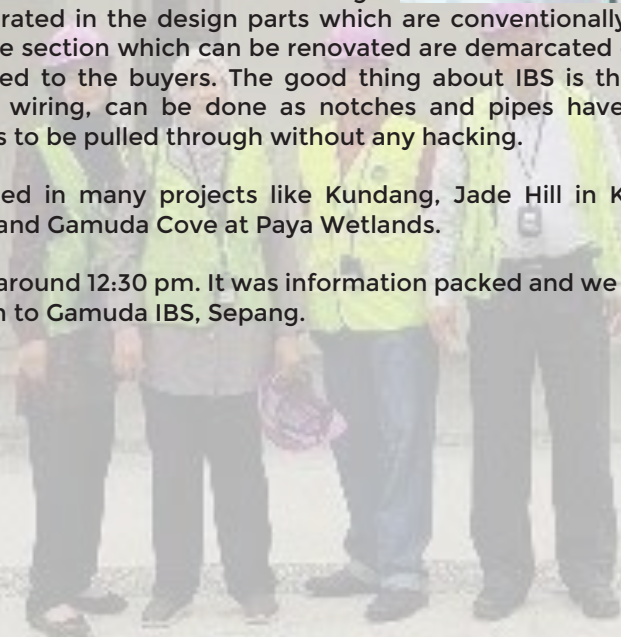 rated in the design parts which are conventionally
e section which can be renovated are demarcated
ed to the buyers. The good thing about IBS is th
wiring, can be done as notches and pipes have
s to be pulled through without any hacking.
ed in many projects like Kundang, Jade Hill in K
and Gamuda Cove at Paya Wetlands.
around 12:30 pm. It was information packed and we
n to Gamuda IBS, Sepang.